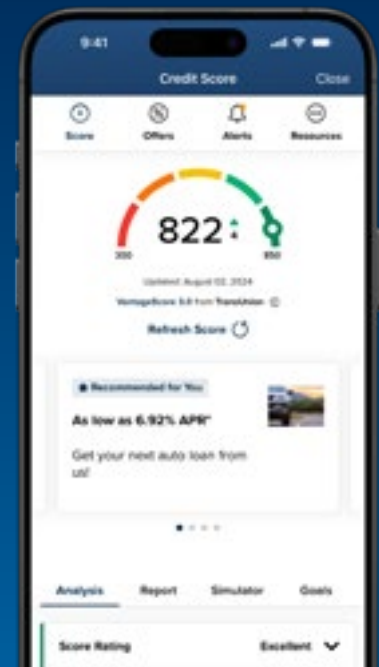 9:41
Credit Score
Close
Score
Offers
Alerts
Resources
822
4
300
850
Updated: August 02, 2024
VantageScore 3.0 from TransUnion
Refresh Score
Recommended for You
As low as 6.92% APR*
Get your next auto loan from
us!
Analysis
Report
Simulator
Goals
Score Rating
Excellent